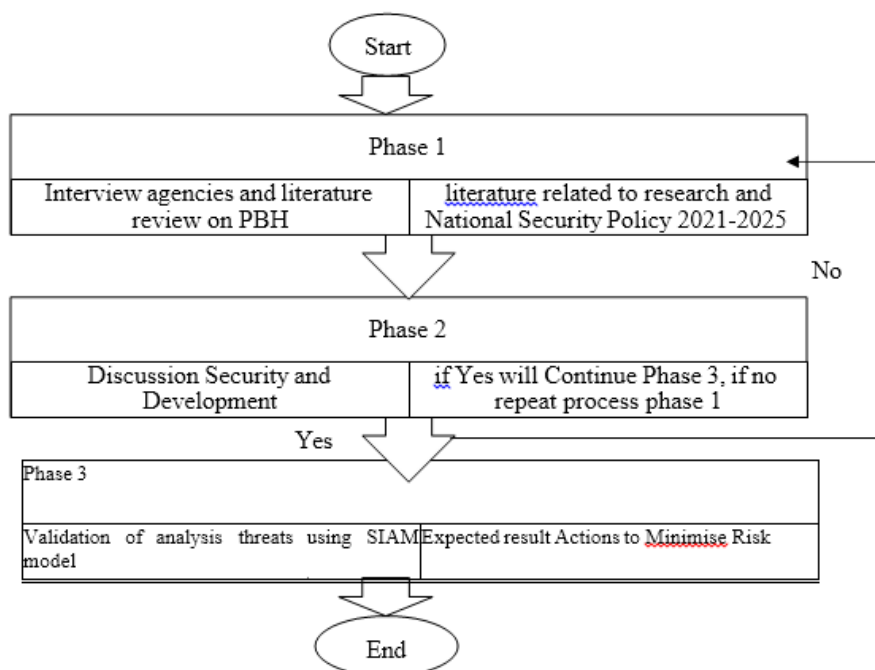 Start
Phase 1
Interview agencies and literature
review on PBH
literature related to research and
National Security Policy 2021-2025
No
Phase 2
Discussion Security and
Development
if Yes will Continue Phase 3, if no
repeat process phase 1
Yes
Phase 3
Validation of analysis threats using SIAM
model
Expected result Actions to Minimise Risk
End